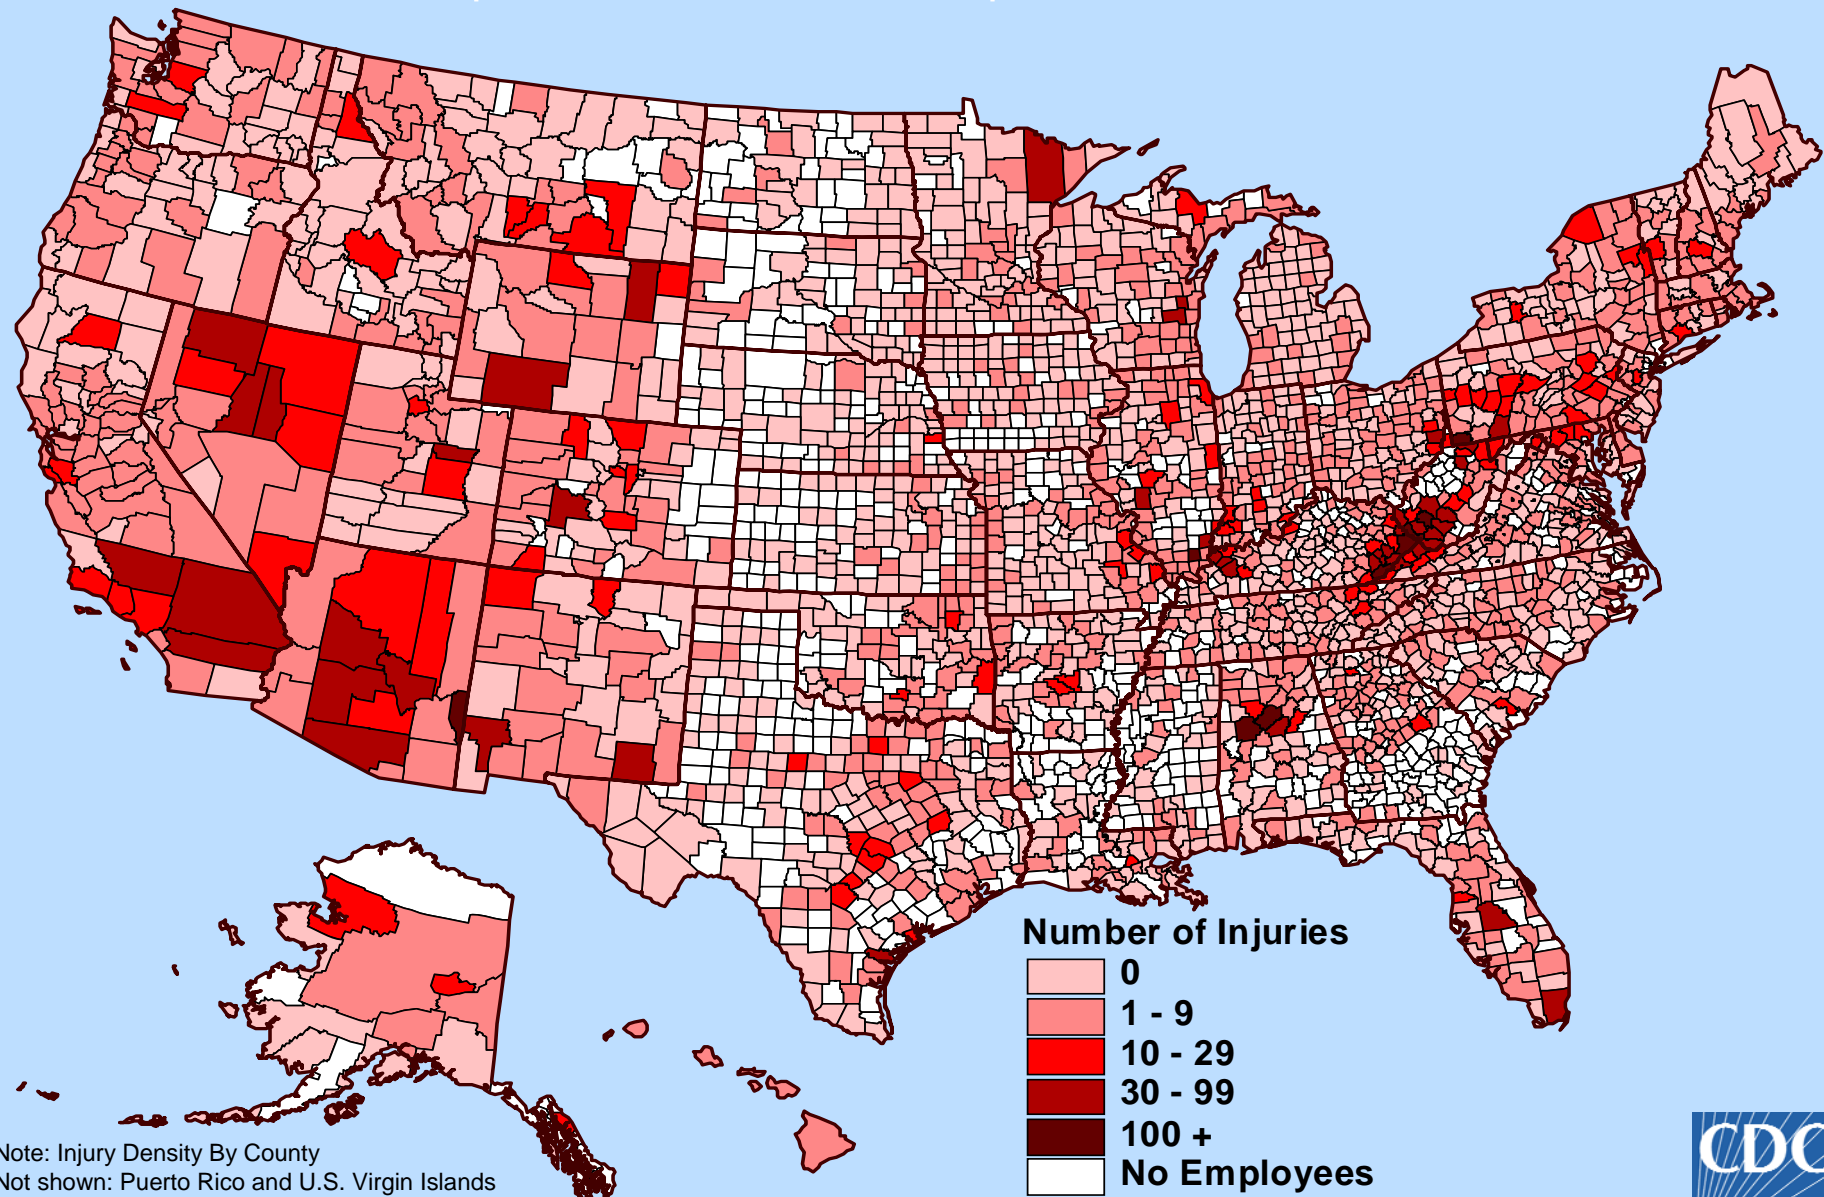 Number of Injuries
0
1 - 9
10 - 29
30 - 99
100 +
No Employees
Note: Injury Density By County
Not shown: Puerto Rico and U.S. Virgin Islands
CDC